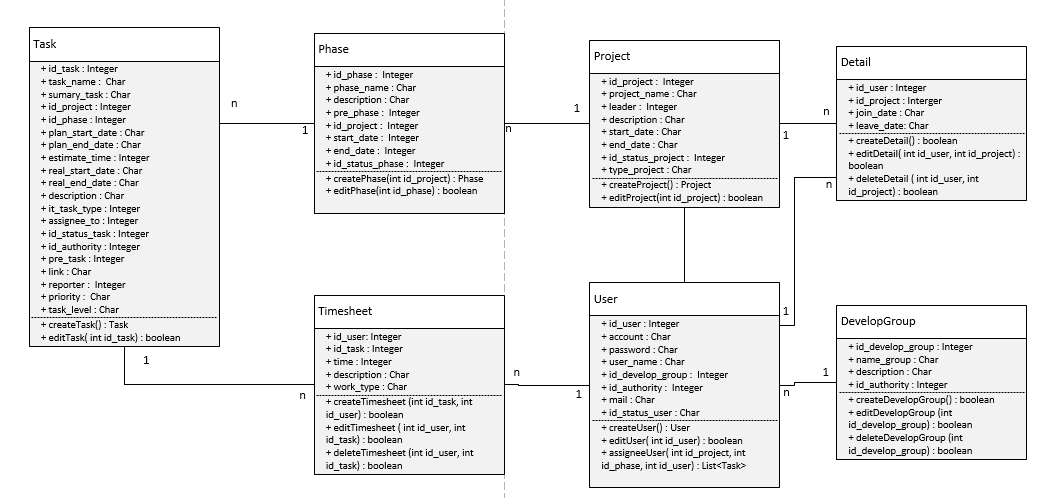 Task
+ id_task : Integer
+ task_name : Char
+ sumary_task : Char
+ id_project : Integer
+ id_phase : Integer
+ plan_start_date : Char
+ plan_end_date : Char
+ estimate_time : Integer
+ real_start_date : Char
+ real_end_date : Char
+ description : Char
+ it_task_type : Integer
+ assignee_to : Integer
+ id_status_task : Integer
+ id_authority : Integer
+ pre_task : Integer
+ link : Char
+ reporter : Integer
+ priority : Char
+ task_level : Char
+ createTask() : Task
+ editTask( int id_task) : boolean
n
1
Phase
+ id_phase : Integer
+ phase_name : Char
+ description : Char
+ pre_phase : Integer
+ id_project : Integer
+ start_date : Integer
+ end_date : Integer
+ id_status_phase : Integer
+ createPhase(int id_project) : Phase
+ editPhase(int id_phase) : boolean
n
1
Project
+ id_project : Integer
+ project_name : Char
+ leader : Integer
+ description : Char
+ start_date : Char
+ end_date : Char
+ id_status_project : Integer
+ type_project : Char
+ createProject() : Project
+ editProject(int id_project) : boolean
1
n
Detail
+ id_user : Integer
+ id_project : Interger
+ join_date: Char
+ leave_date: Char
+ createDetail() : boolean
+ editDetail( int id_user, int id_project) :
boolean
+ deleteDetail ( int id_user, int
id_project) : boolean
n
1
1
n
Timesheet
+ id_user: Integer
+ id_task : Integer
+ time : Integer
+ description : Char
+ work_type : Char
+ createTimesheet (int id_task, int
id_user) : boolean
+ editTimesheet ( int id_user, int
id_task) : boolean
+ deleteTimesheet (int id_user, int
id_task) : boolean
n
1
User
+ id_user : Integer
+ account : Char
+ password : Char
+ user_name : Char
+ id_develop_group : Integer
+ id_authority : Integer
+ mail : Char
+ id_status_user : Char
+ createUser() : User
+ editUser( int id_user) : boolean
+ assigneeUser( int id_project, int
id_phase, int id_user) : List<Task>
n
1
DevelopGroup
+ id_develop_group : Integer
+ name_group : Char
+ description : Char
+ id_authority : Integer
+ createDevelopGroup() : boolean
+ editDevelopGroup (int
id_develop_group) : boolean
+ deleteDevelopGroup (int
id_develop_group) : boolean